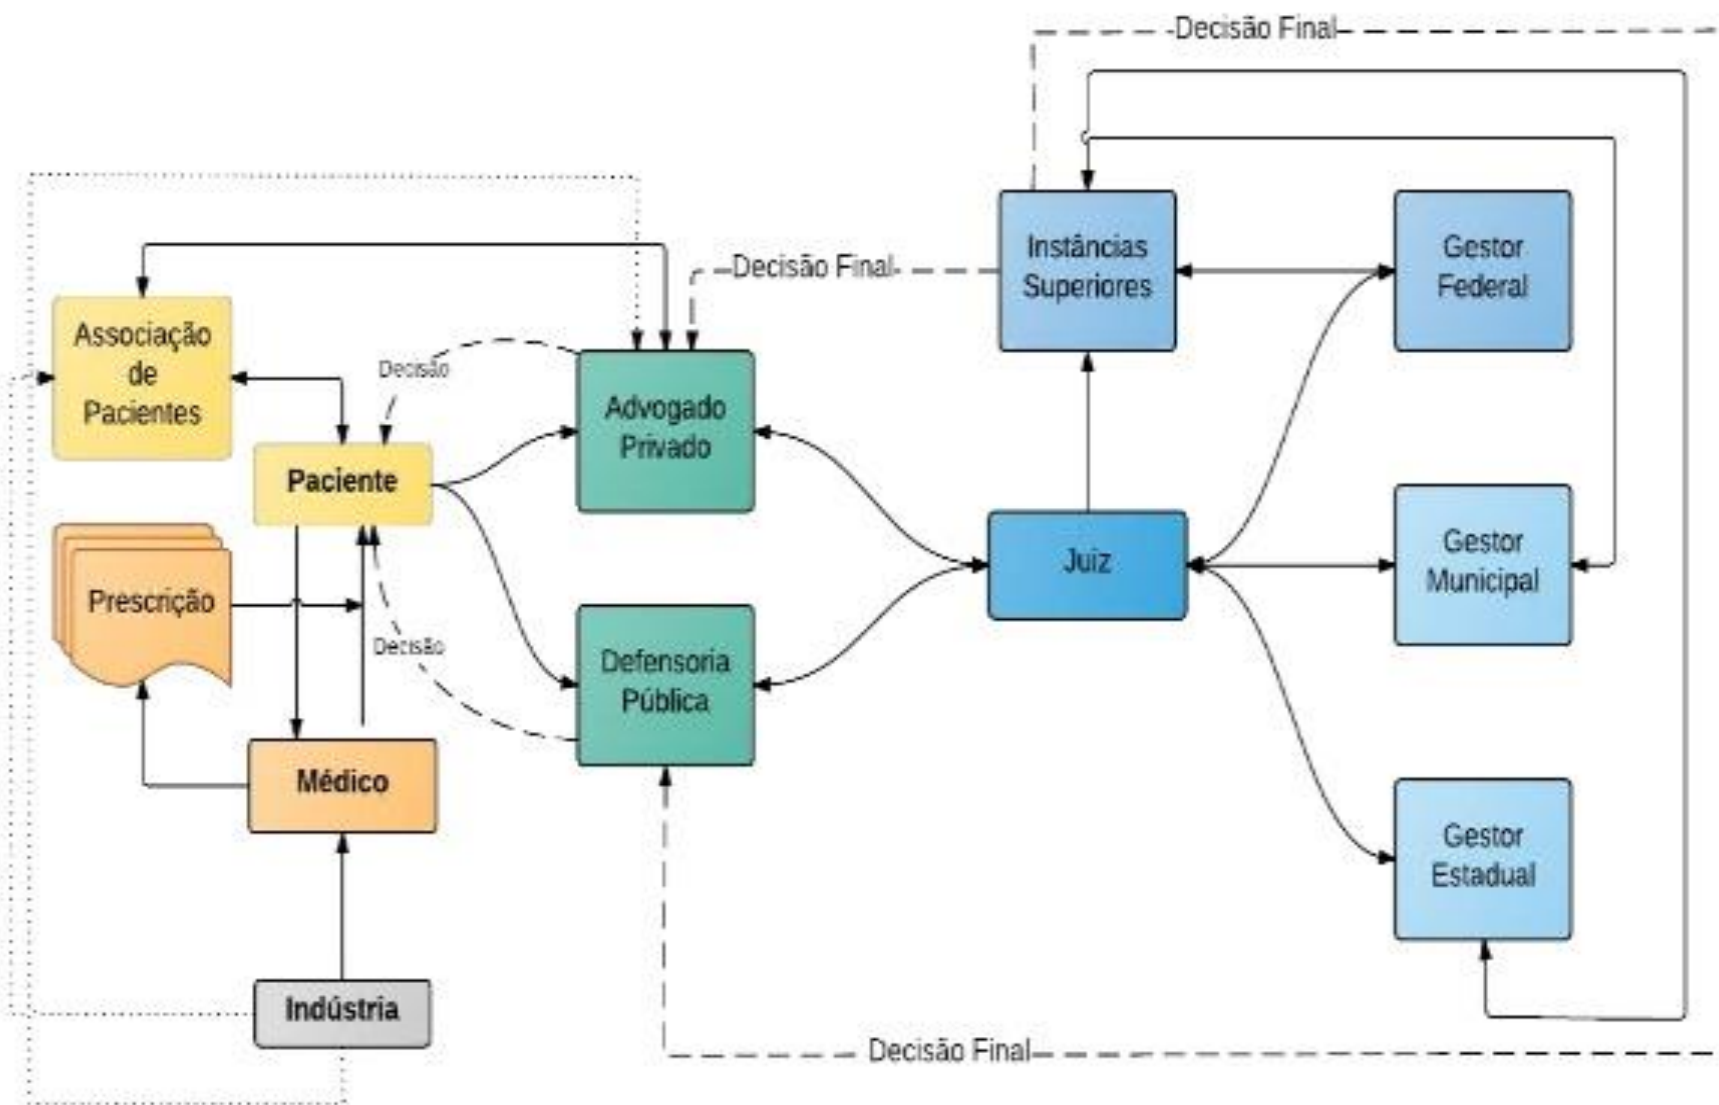 Decisão Final
Instâncias
Superiores
Gestor
Federal
Decisão Final
Associação
de
Pacientes
Decisão
Advogado
Privado
Paciente
Prescrição
Gestor
Municipal
Juiz
Decisão
Defensoria
Pública
Médico
Gestor
Estadual
Indústria
Decisão Final